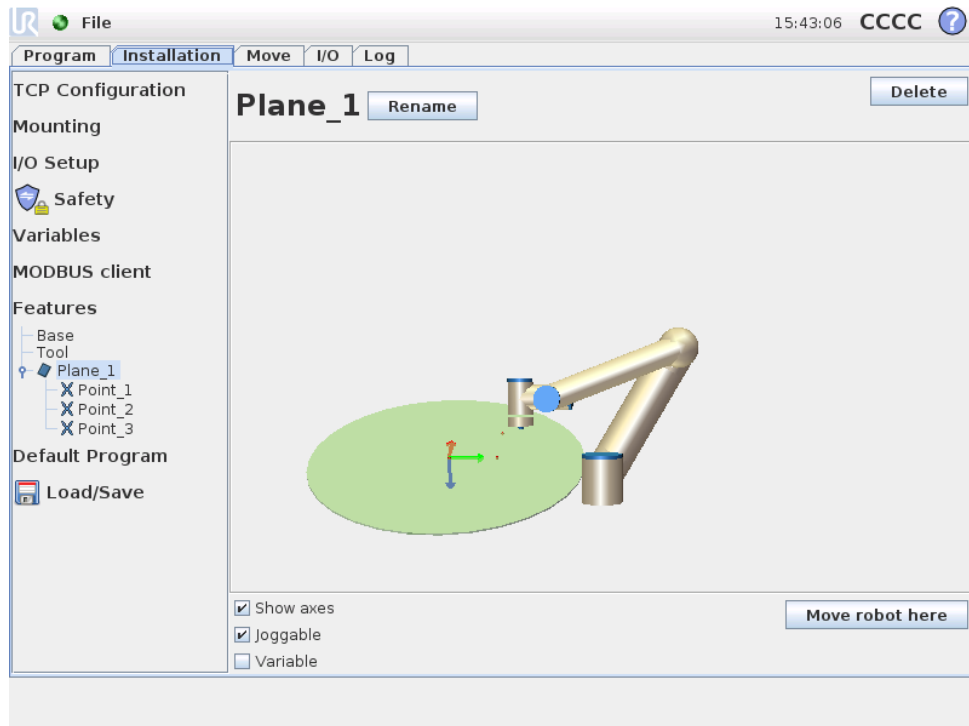 UR File 15:43:06 CCCC ?
Program Installation Move I/O Log
TCP Configuration
Mounting
I/O Setup
Safety
Variables
MODBUS client
Features
Base
Tool
Plane_1
Point_1
Point_2
Point_3
Default Program
Load/Save
Plane_1 Rename Delete
Show axes
Joggable
Variable
Move robot here